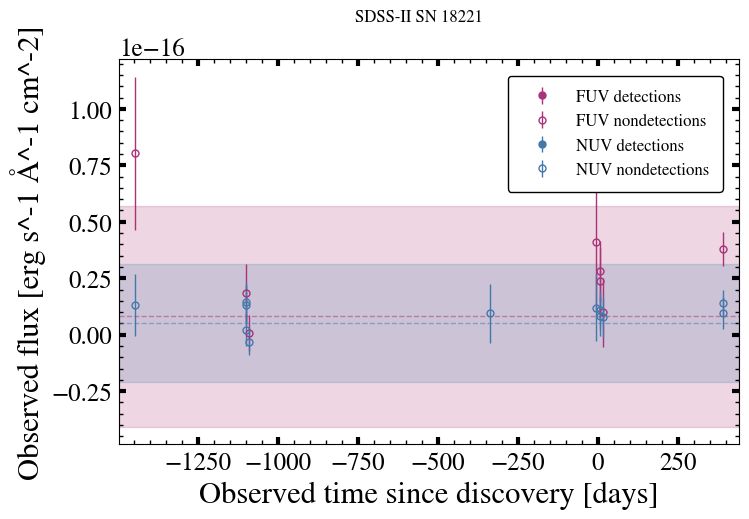 SDSS-II SN 18221
1e−16
Observed flux [erg s^-1 Å^-1 cm^-2]
1.00
0.75
0.50
0.25
0.00
−0.25
FUV detections
FUV nondetections
NUV detections
NUV nondetections
−1250 −1000 −750 −500 −250 0 250
Observed time since discovery [days]